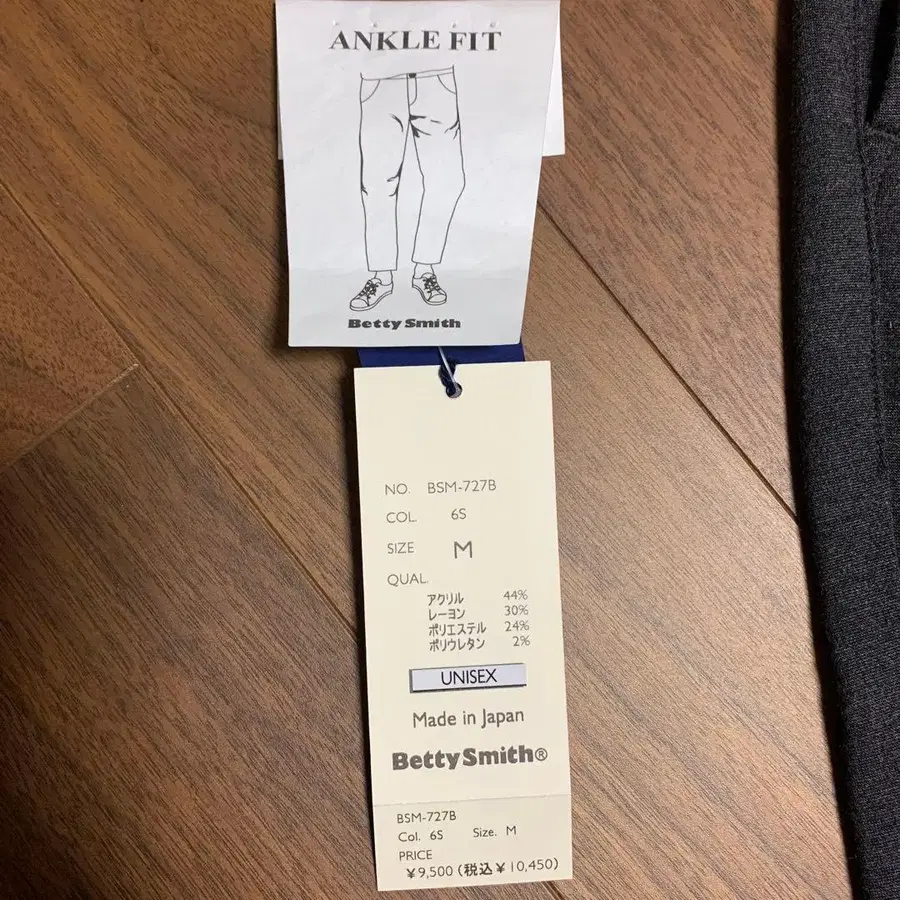 ANKLE FIT
Betty Smith
NO. BSM-727B
COL. 6S
SIZE M
QUAL.
アクリル 44%
レーヨン 30%
ポリエステル 24%
ポリウレタン 2%
UNISEX
Made in Japan
BettySmith®
BSM-727B
Col. 6S Size. M
PRICE
¥9,500(税込¥10,450)